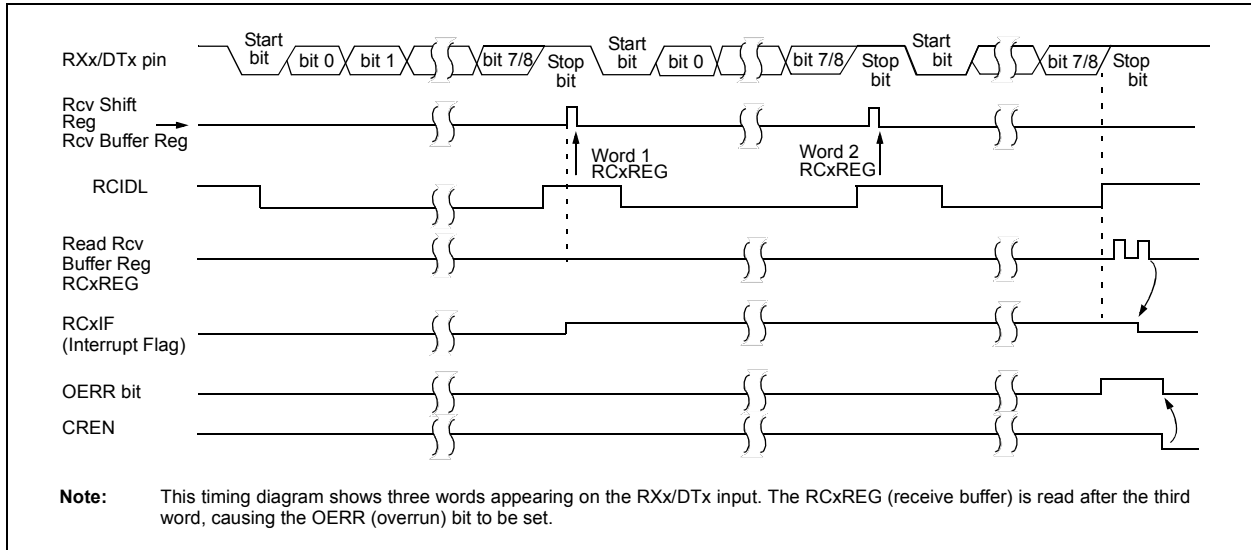 RXx/DTx pin
Start
bit
bit 0
bit 1
bit 7/8
Stop
bit
Start
bit
bit 0
bit 7/8
Stop
bit
Start
bit
bit 7/8
Stop
bit
Rcv Shift
Reg
Rcv Buffer Reg
Word 1
RCxREG
Word 2
RCxREG
RCIDL
Read Rcv
Buffer Reg
RCxREG
RCxIF
(Interrupt Flag)
OERR bit
CREN
Note: This timing diagram shows three words appearing on the RXx/DTx input. The RCxREG (receive buffer) is read after the third
word, causing the OERR (overrun) bit to be set.